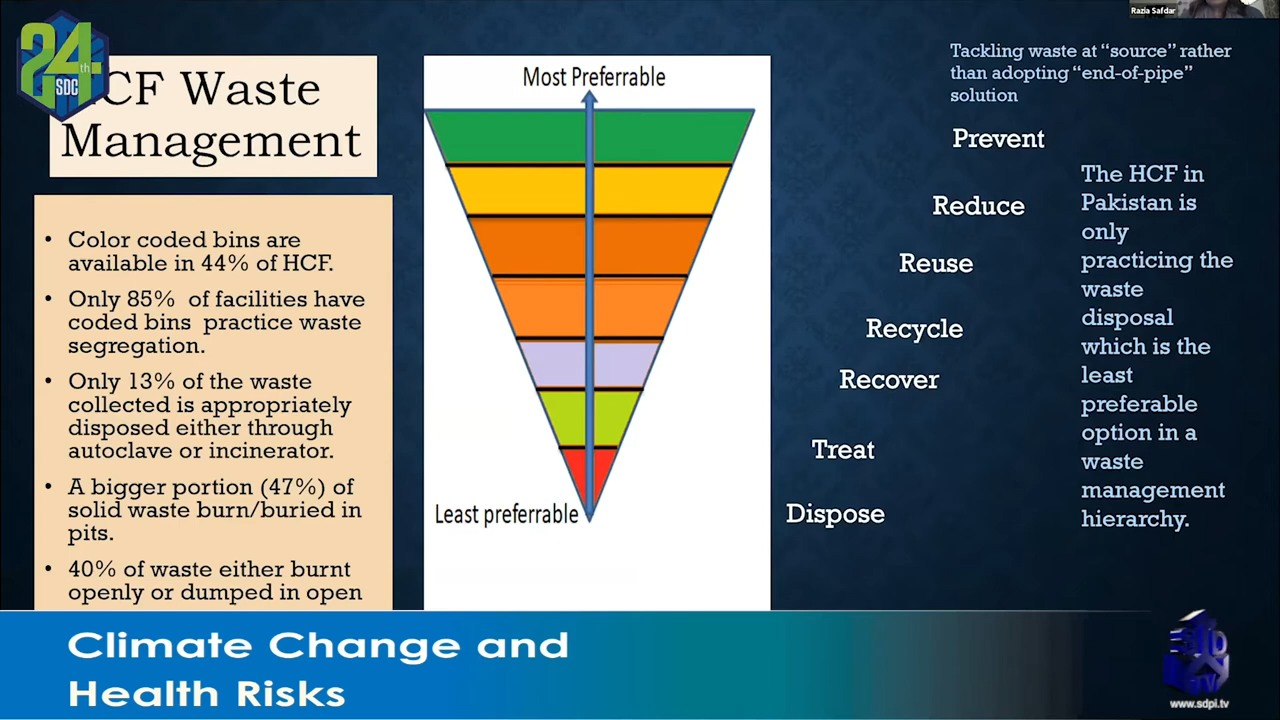 Razia Safdar
24th
SDC
CF Waste
Management
• Color coded bins are
available in 44% of HCF.
• Only 85% of facilities have
coded bins practice waste
segregation.
• Only 13% of the waste
collected is appropriately
disposed either through
autoclave or incinerator.
• A bigger portion (47%) of
solid waste burn/buried in
pits.
• 40% of waste either burnt
openly or dumped in open
Most Preferrable
Least preferrable
Tackling waste at “source” rather
than adopting “end-of-pipe”
solution
Prevent
Reduce
Reuse
Recycle
Recover
Treat
Dispose
The HCF in
Pakistan is
only
practicing the
waste
disposal
which is the
least
preferable
option in a
waste
management
hierarchy.
Climate Change and
Health Risks
www.sdpi.tv